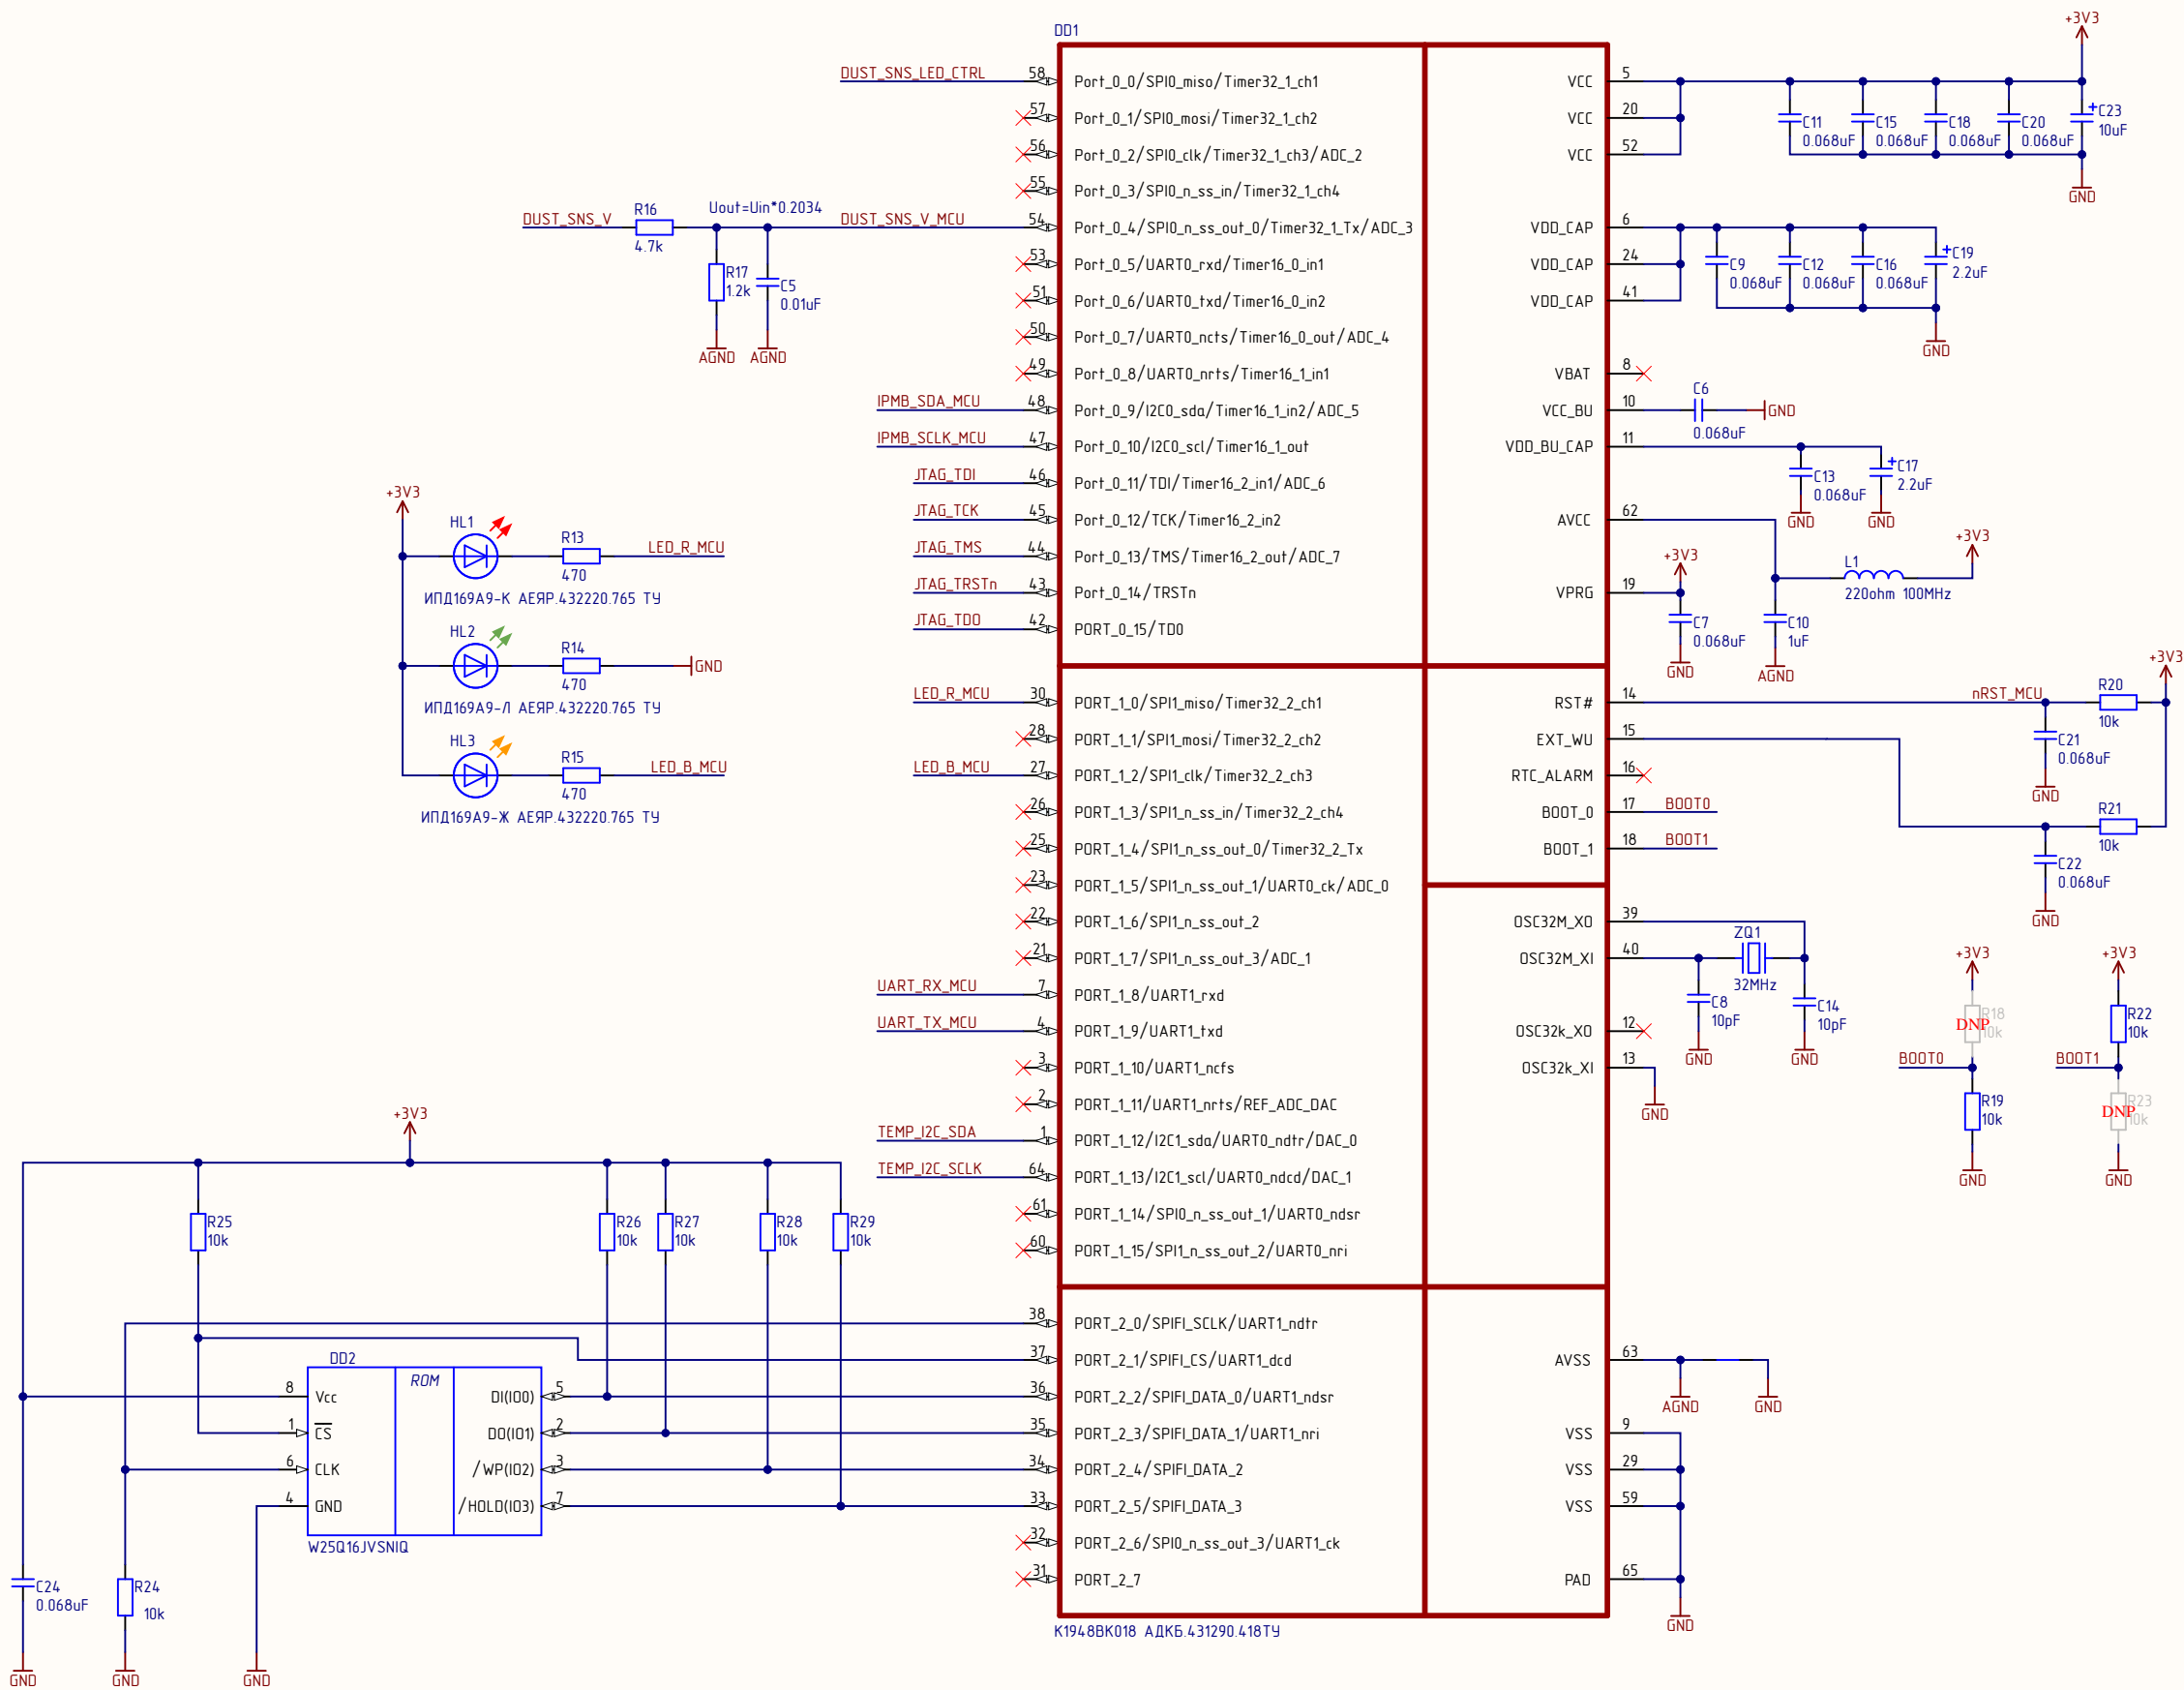 DD1
DUST_SNS_LED_CTRL 58 Port_0_0/SPI0_miso/Timer32_1_ch1
57 Port_0_1/SPI0_mosi/Timer32_1_ch2
56 Port_0_2/SPI0_clk/Timer32_1_ch3/ADC_2
55 Port_0_3/SPI0_n_ss_in/Timer32_1_ch4
DUST_SNS_V R16 4.7k Uout=Uin*0.2034 DUST_SNS_V_MCU 54 Port_0_4/SPI0_n_ss_out_0/Timer32_1_Tx/ADC_3
53 Port_0_5/UART0_rxd/Timer16_0_in1
R17 1.2k
C5 0.01uF
AGND AGND
51 Port_0_6/UART0_txd/Timer16_0_in2
50 Port_0_7/UART0_ncts/Timer16_0_out/ADC_4
49 Port_0_8/UART0_nrts/Timer16_1_in1
IPMB_SDA_MCU 48 Port_0_9/I2C0_sda/Timer16_1_in2/ADC_5
IPMB_SCLK_MCU 47 Port_0_10/I2C0_scl/Timer16_1_out
JTAG_TDI 46 Port_0_11/TDI/Timer16_2_in1/ADC_6
JTAG_TCK 45 Port_0_12/TCK/Timer16_2_in2
JTAG_TMS 44 Port_0_13/TMS/Timer16_2_out/ADC_7
JTAG_TRSTn 43 Port_0_14/TRSTn
JTAG_TDO 42 PORT_0_15/TDO
+3V3
HL1 R13 470 LED_R_MCU
ИПД169А9-К АЕЯР.432220.765 ТУ
HL2 R14 470 GND
ИПД169А9-Л АЕЯР.432220.765 ТУ
HL3 R15 470 LED_B_MCU
ИПД169А9-Ж АЕЯР.432220.765 ТУ
LED_R_MCU 30 PORT_1_0/SPI1_miso/Timer32_2_ch1
28 PORT_1_1/SPI1_mosi/Timer32_2_ch2
LED_B_MCU 27 PORT_1_2/SPI1_clk/Timer32_2_ch3
26 PORT_1_3/SPI1_n_ss_in/Timer32_2_ch4
25 PORT_1_4/SPI1_n_ss_out_0/Timer32_2_Tx
23 PORT_1_5/SPI1_n_ss_out_1/UART0_ck/ADC_0
22 PORT_1_6/SPI1_n_ss_out_2
21 PORT_1_7/SPI1_n_ss_out_3/ADC_1
UART_RX_MCU 7 PORT_1_8/UART1_rxd
UART_TX_MCU 4 PORT_1_9/UART1_txd
3 PORT_1_10/UART1_ncfs
2 PORT_1_11/UART1_nrts/REF_ADC_DAC
TEMP_I2C_SDA 1 PORT_1_12/I2C1_sda/UART0_ndtr/DAC_0
TEMP_I2C_SCLK 64 PORT_1_13/I2C1_scl/UART0_ndcd/DAC_1
61 PORT_1_14/SPI0_n_ss_out_1/UART0_ndsr
60 PORT_1_15/SPI1_n_ss_out_2/UART0_nri
38 PORT_2_0/SPIFI_SCLK/UART1_ndtr
37 PORT_2_1/SPIFI_CS/UART1_dcd
36 PORT_2_2/SPIFI_DATA_0/UART1_ndsr
35 PORT_2_3/SPIFI_DATA_1/UART1_nri
34 PORT_2_4/SPIFI_DATA_2
33 PORT_2_5/SPIFI_DATA_3
32 PORT_2_6/SPI0_n_ss_out_3/UART1_ck
31 PORT_2_7
К1948ВК018 АДКБ.431290.418ТУ
+3V3
R25 10k
R26 10k
R27 10k
R28 10k
R29 10k
DD2
ROM
8 Vcc DI(IO0) 5
1 CS DO(IO1) 2
6 CLK /WP(IO2) 3
4 GND /HOLD(IO3) 7
W25Q16JVSNIQ
C24 0.068uF
R24 10k
GND GND GND
+3V3
VCC 5
VCC 20
VCC 52
C11 0.068uF
C15 0.068uF
C18 0.068uF
C20 0.068uF
+ C23 10uF
GND
VDD_CAP 6
VDD_CAP 24
VDD_CAP 41
C9 0.068uF
C12 0.068uF
C16 0.068uF
+ C19 2.2uF
GND
VBAT 8
VCC_BU 10 C6 0.068uF GND
VDD_BU_CAP 11
C13 0.068uF
+ C17 2.2uF
GND GND
AVCC 62
+3V3 +3V3
L1 220ohm 100MHz
VPRG 19
C7 0.068uF
C10 1uF
GND AGND
+3V3
RST# 14 nRST_MCU R20 10k
EXT_WU 15
C21 0.068uF
GND
RTC_ALARM 16
BOOT_0 17 BOOT0
BOOT_1 18 BOOT1
R21 10k
C22 0.068uF
GND
OSC32M_XO 39
OSC32M_XI 40
ZQ1 32MHz
C8 10pF
C14 10pF
GND GND
OSC32k_XO 12
OSC32k_XI 13
GND
+3V3 +3V3
R18 10k DNP
R22 10k
BOOT0 BOOT1
R19 10k
R23 10k DNP
GND GND
AVSS 63
AGND GND
VSS 9
VSS 29
VSS 59
PAD 65
GND